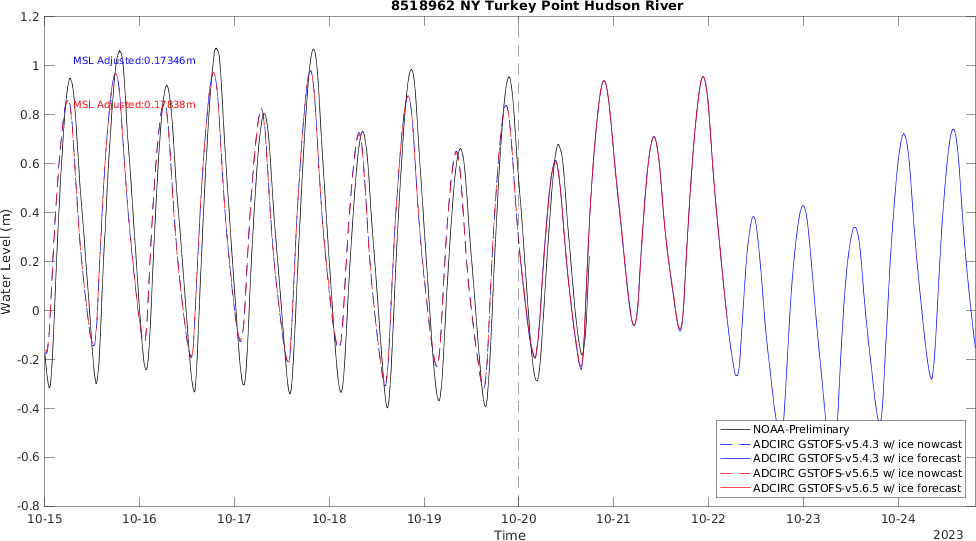 8518962 NY Turkey Point Hudson River
MSL Adjusted:0.17346m
MSL Adjusted:0.17838m
Water Level (m)
1.2
1
0.8
0.6
0.4
0.2
0
-0.2
-0.4
-0.6
-0.8
NOAA-Preliminary
ADCIRC GSTOFS-v5.4.3 w/ ice nowcast
ADCIRC GSTOFS-v5.4.3 w/ ice forecast
ADCIRC GSTOFS-v5.6.5 w/ ice nowcast
ADCIRC GSTOFS-v5.6.5 w/ ice forecast
10-15 10-16 10-17 10-18 10-19 10-20 10-21 10-22 10-23 10-24
Time
2023